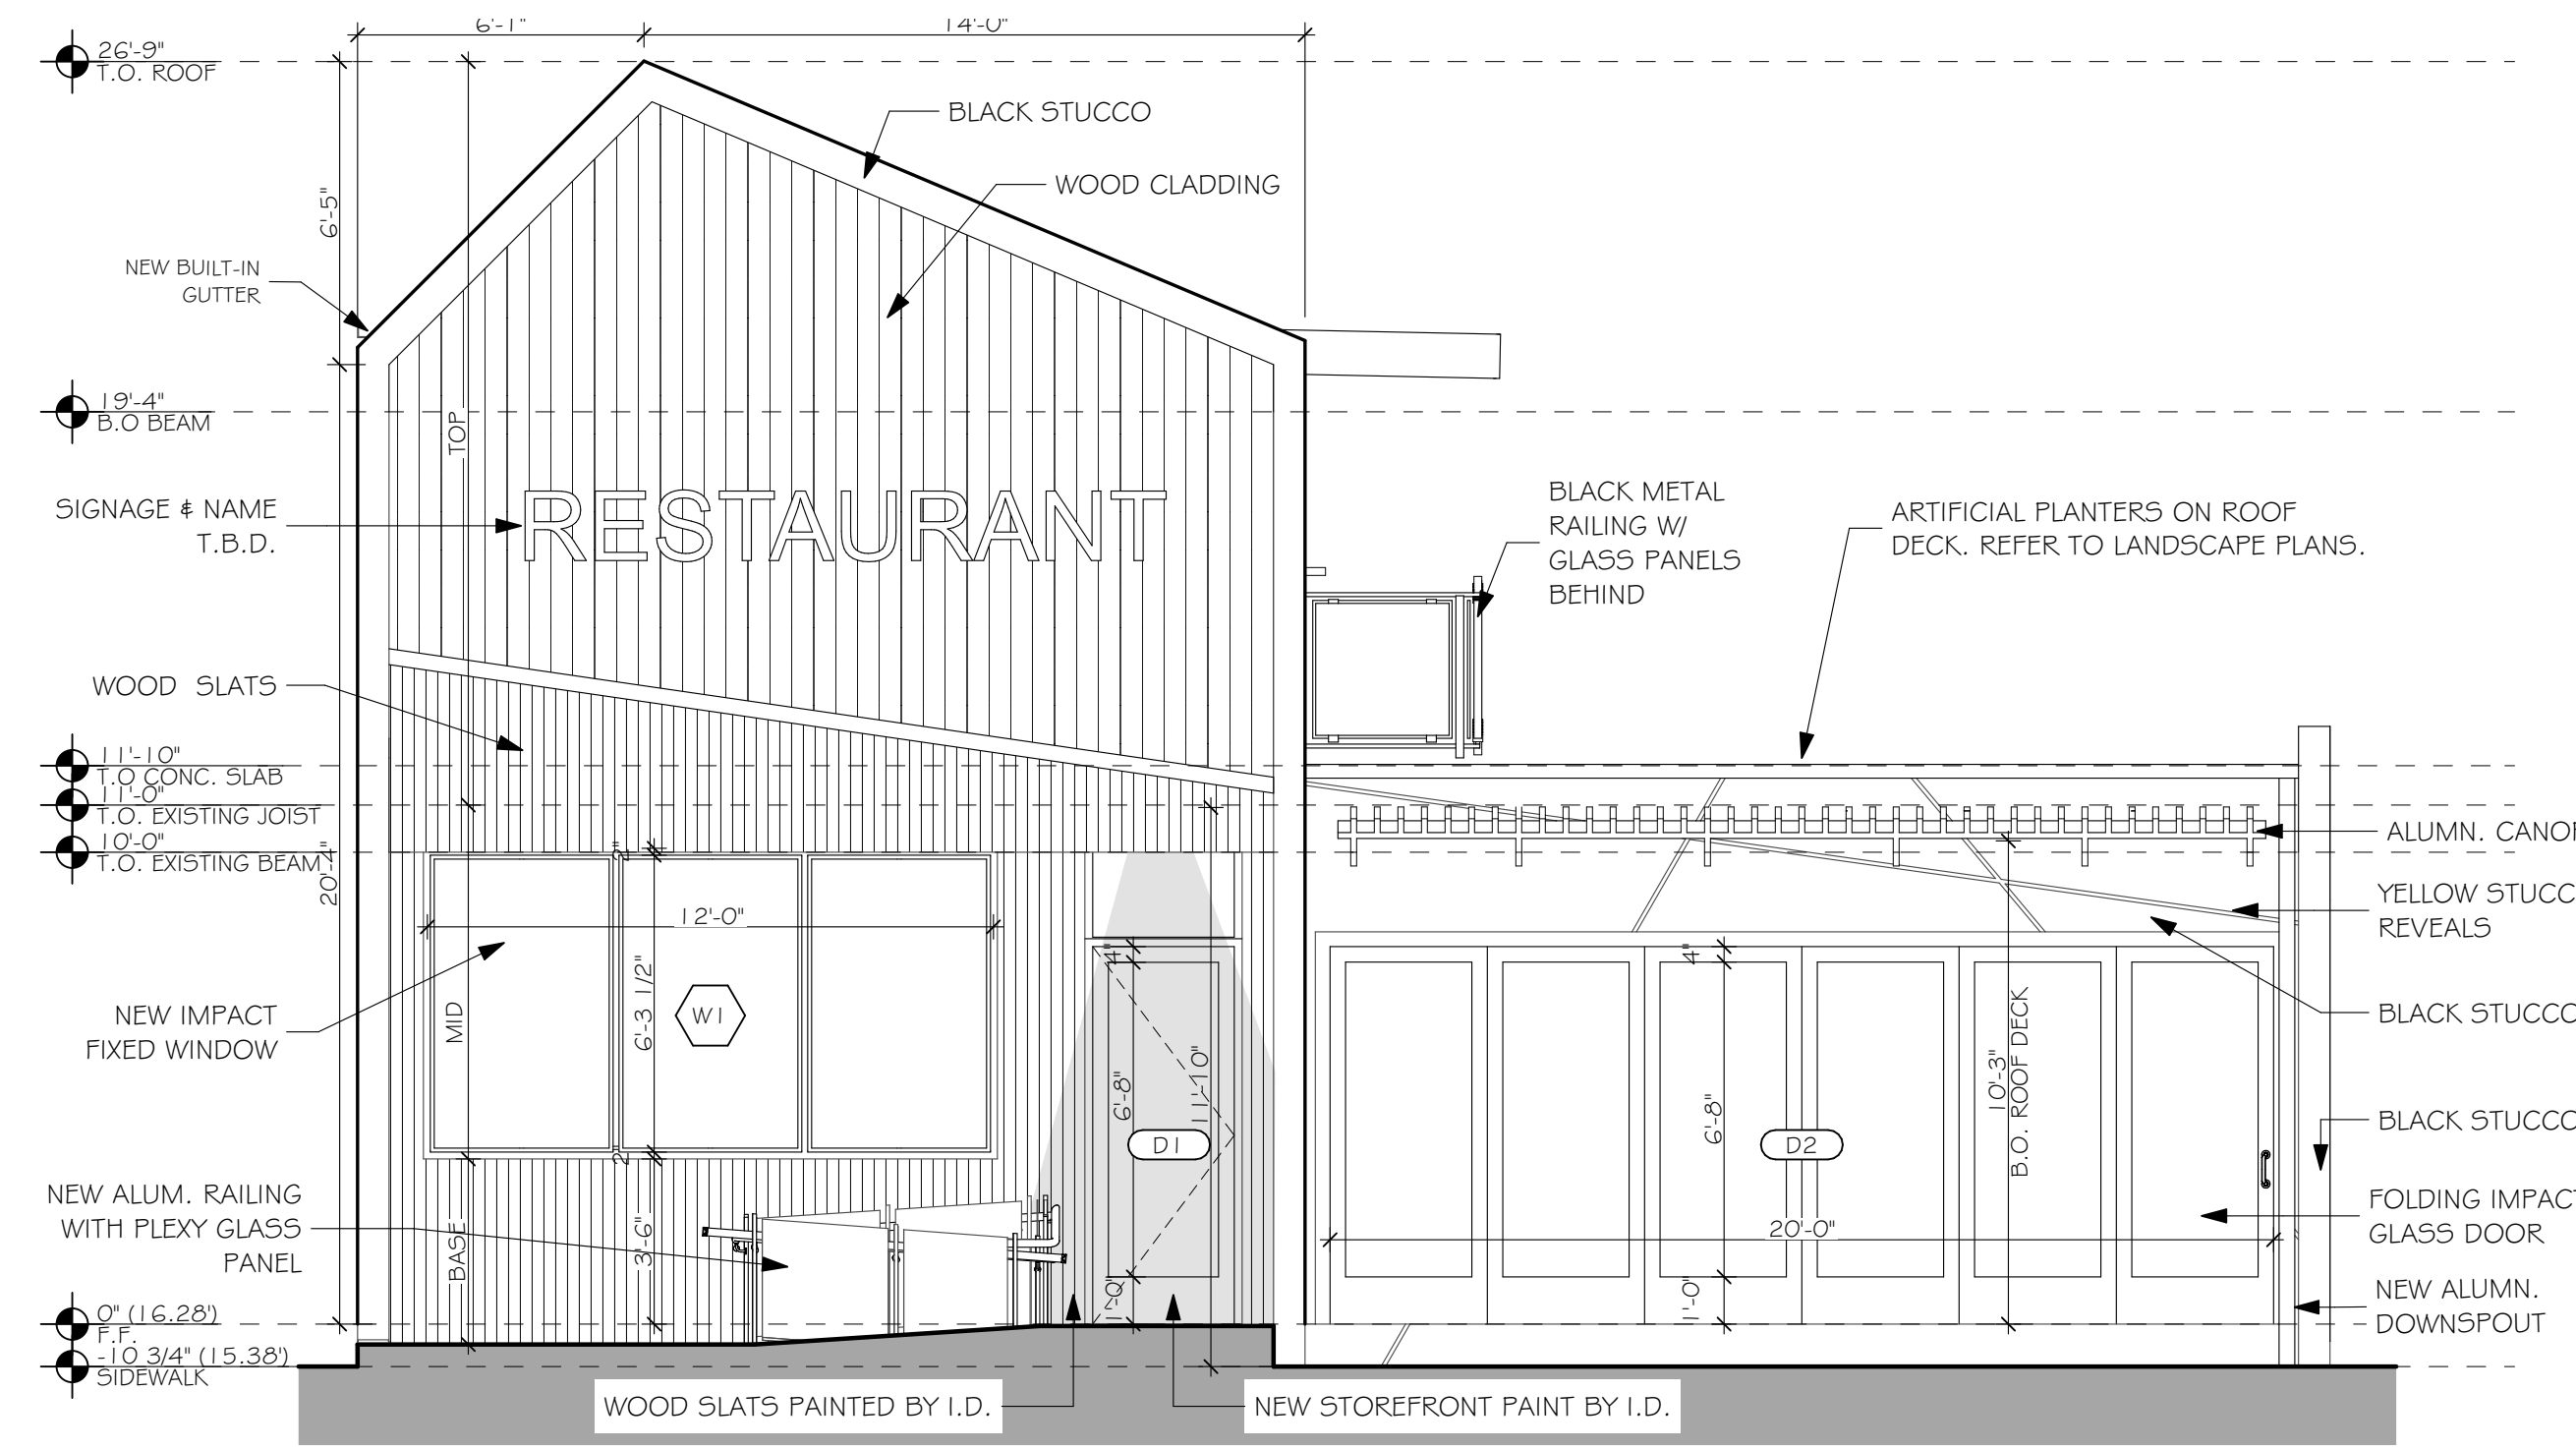 6'-1"
14'-0"
26'-9"
T.O. ROOF
BLACK STUCCO
WOOD CLADDING
6'-5"
NEW BUILT-IN
GUTTER
19'-4"
B.O BEAM
TOP
SIGNAGE & NAME
T.B.D.
RESTAURANT
BLACK METAL
RAILING W/
GLASS PANELS
BEHIND
ARTIFICIAL PLANTERS ON ROOF
DECK. REFER TO LANDSCAPE PLANS.
WOOD SLATS
11'-10"
T.O CONC. SLAB
11'-0"
T.O. EXISTING JOIST
10'-0"
T.O. EXISTING BEAM
20'-4"
2"
12'-0"
6'-3 1/2"
W1
MID
NEW IMPACT
FIXED WINDOW
2"
4"
6'-8"
11'-10"
D1
1'-0"
4"
6'-8"
D2
10'-3"
B.O. ROOF DECK
20'-0"
1'-0"
ALUMN.
YELLOW
REVEALS
BLACK STUCCO
BLACK STUCCO
FOLDING IMPACT
GLASS DOOR
NEW ALUMN.
DOWNSPOUT
NEW ALUM. RAILING
WITH PLEXY GLASS
PANEL
BASE
3'-6"
0" (16.28')
F.F.
-10 3/4" (15.38')
SIDEWALK
WOOD SLATS PAINTED BY I.D.
NEW STOREFRONT PAINT BY I.D.